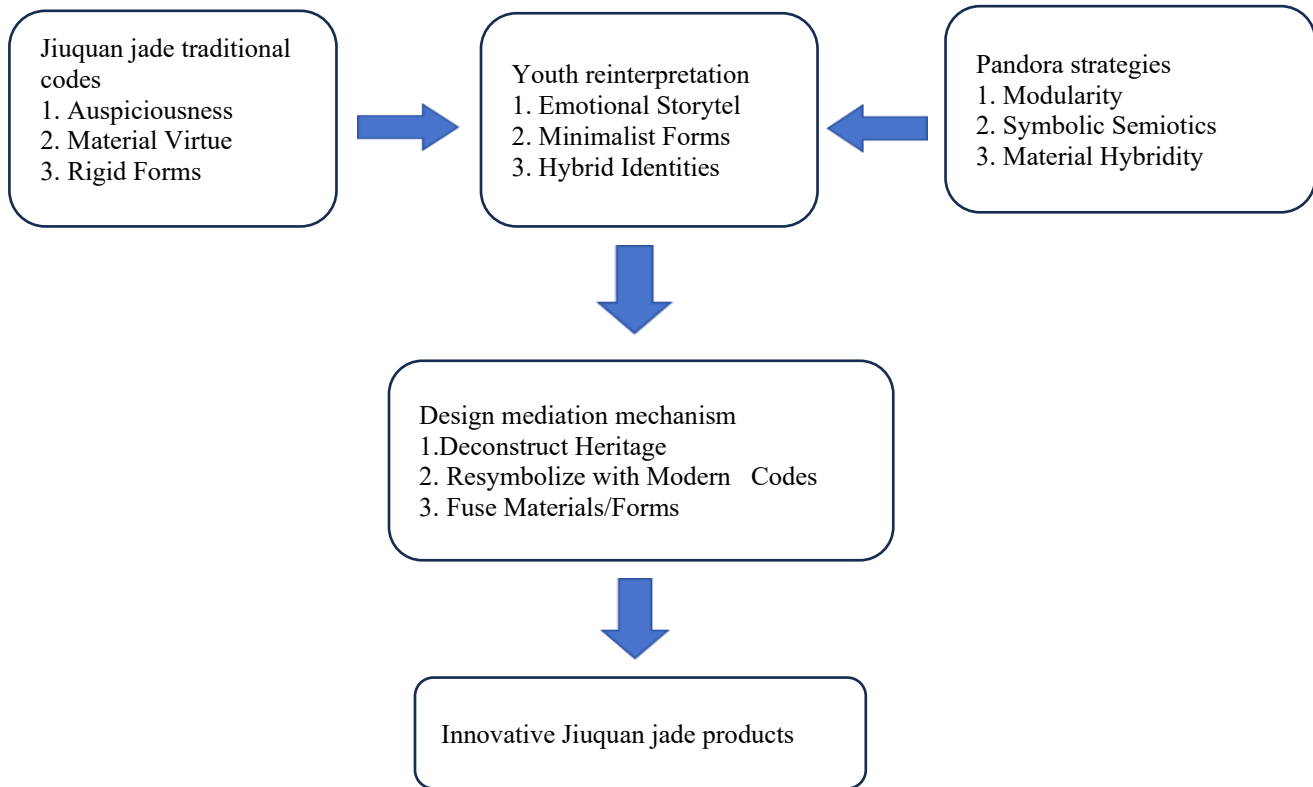 Jiuquan jade traditional
codes
1. Auspiciousness
2. Material Virtue
3. Rigid Forms
Youth reinterpretation
1. Emotional Storytel
2. Minimalist Forms
3. Hybrid Identities
Pandora strategies
1. Modularity
2. Symbolic Semiotics
3. Material Hybridity
Design mediation mechanism
1.Deconstruct Heritage
2. Resymbolize with Modern Codes
3. Fuse Materials/Forms
Innovative Jiuquan jade products